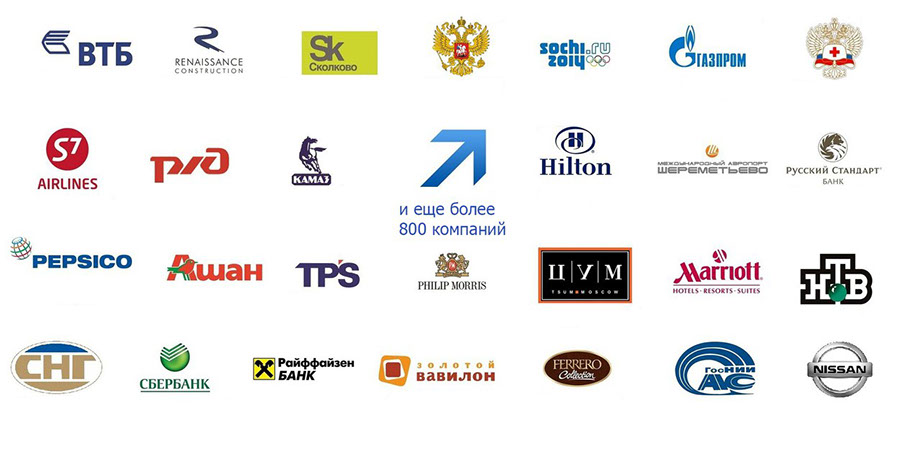 ВТБ
RENAISSANCE
CONSTRUCTION
Sk
Сколково
sochi.ru
2014
ГАЗПРОМ
S7
AIRLINES
РЖД
КАМАЗ
и еще более
800 компаний
H
Hilton
МЕЖДУНАРОДНЫЙ АЭРОПОРТ
ШЕРЕМЕТЬЕВО
РУССКИЙ СТАНДАРТ
БАНК
PEPSICO
Ашан
TPS
PHILIP MORRIS
ЦУМ
TSUM MOSCOW
Marriott
HOTELS · RESORTS · SUITES
НТВ
СНГ
СБЕРБАНК
Райффайзен
БАНК
ЗОЛОТОЙ
ВАВИЛОН
FERRERO
Collection
ГосНИИ
АС
NISSAN